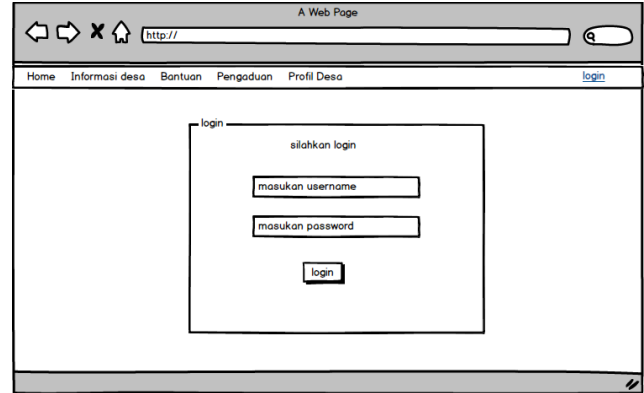 A Web Page
http://
Home Informasi desa Bantuan Pengaduan Profil Desa login
login
silahkan login
masukan username
masukan password
login